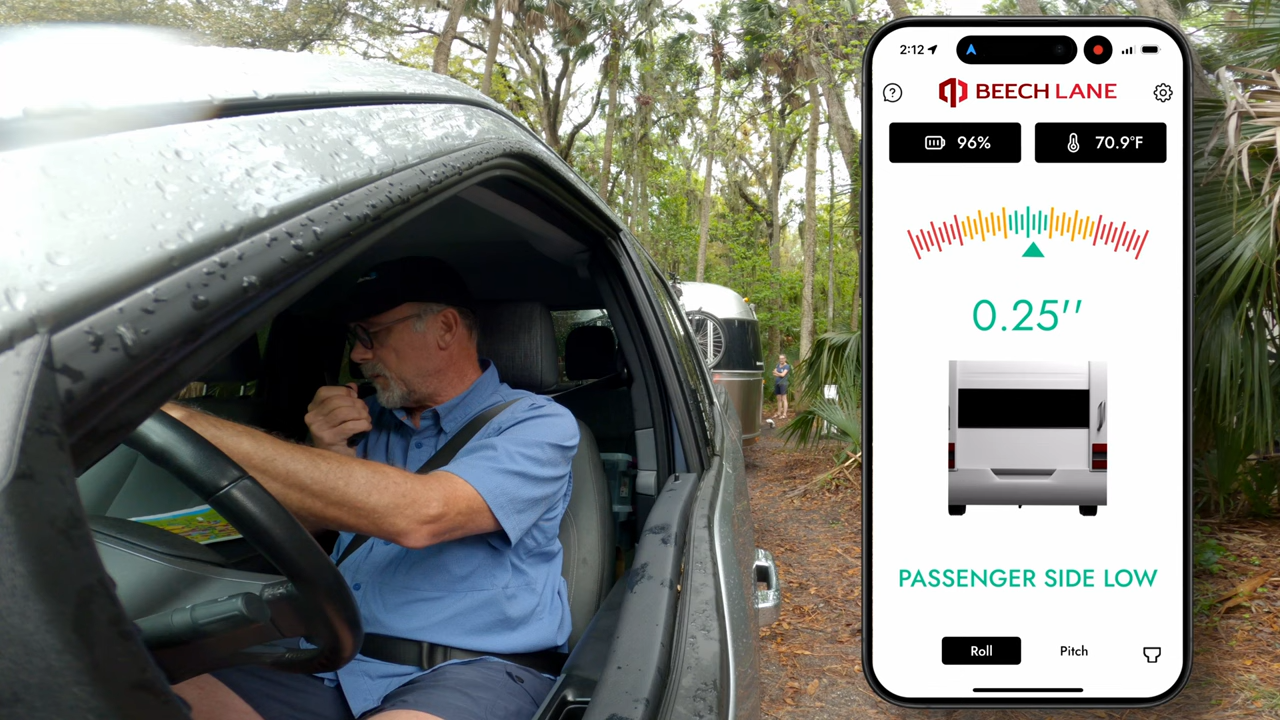 2:12
BEECH LANE
96%
70.9°F
0.25''
PASSENGER SIDE LOW
Roll
Pitch